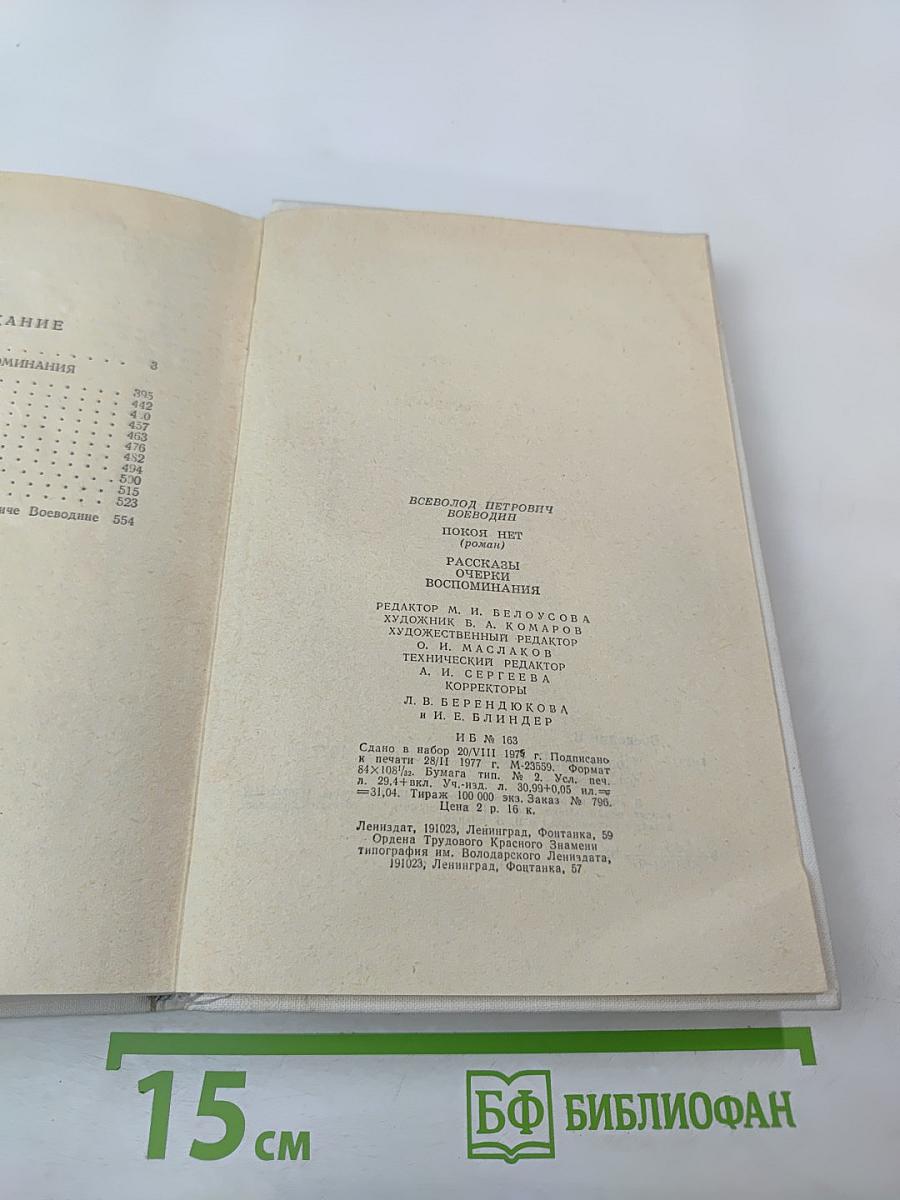 КАНИЕ
3
ОМИНАНИЯ
395
442
457
463
476
482
494
500
515
523
иче Воеводине 554
ВСЕВОЛОД ПЕТРОВИЧ
ВОЕВОДИН
ПОКОЯ НЕТ
(роман)
РАССКАЗЫ
ОЧЕРКИ
ВОСПОМИНАНИЯ
РЕДАКТОР М. И. БЕЛОУСОВА
ХУДОЖНИК Б. А. КОМАРОВ
ХУДОЖЕСТВЕННЫЙ РЕДАКТОР
О. И. МАСЛАКОВ
ТЕХНИЧЕСКИЙ РЕДАКТОР
А. И. СЕРГЕЕВА
КОРРЕКТОРЫ
Л. В. БЕРЕНДЮКОВА
и И. Е. БЛИНДЕР
ИБ № 163
Сдано в набор 20/VIII г. Подписано
к печати 28/II 1977 г. М-23559. Формат
84×108 1/32. Бумага тип. № 2. Усл. печ.
л. 29,4+вкл. Уч.-изд. л. 30,99+0,05 ил.=
=31,04. Тираж 100 000 экз. Заказ № 796.
Цена 2 р. 16 к.
Лениздат, 191023, Ленинград, Фонтанка, 59
Ордена Трудового Красного Знамени
типография им. Володарского Лениздата,
191023, Ленинград, Фонтанка, 57
15 см
БФ БИБЛИОФАН